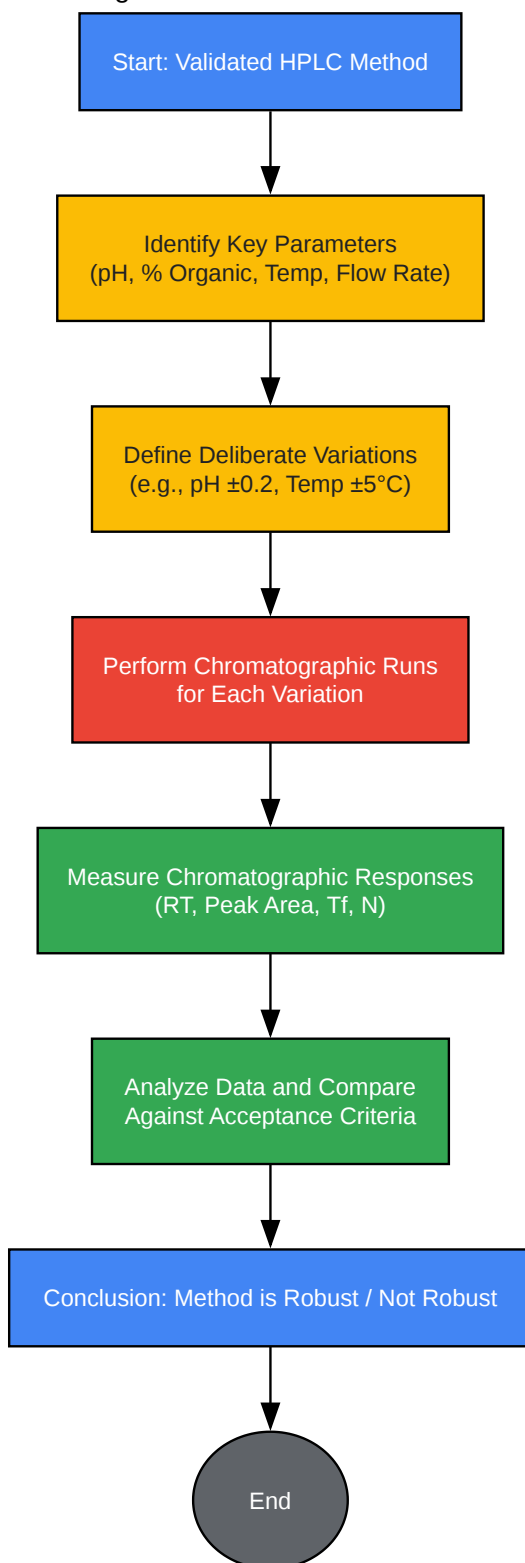 Start: Validated HPLC Method
Identify Key Parameters
(pH, % Organic, Temp, Flow Rate)
Define Deliberate Variations
(e.g., pH ±0.2, Temp ±5°C)
Perform Chromatographic Runs
for Each Variation
Measure Chromatographic Responses
(RT, Peak Area, Tf, N)
Analyze Data and Compare
Against Acceptance Criteria
Conclusion: Method is Robust / Not Robust
End